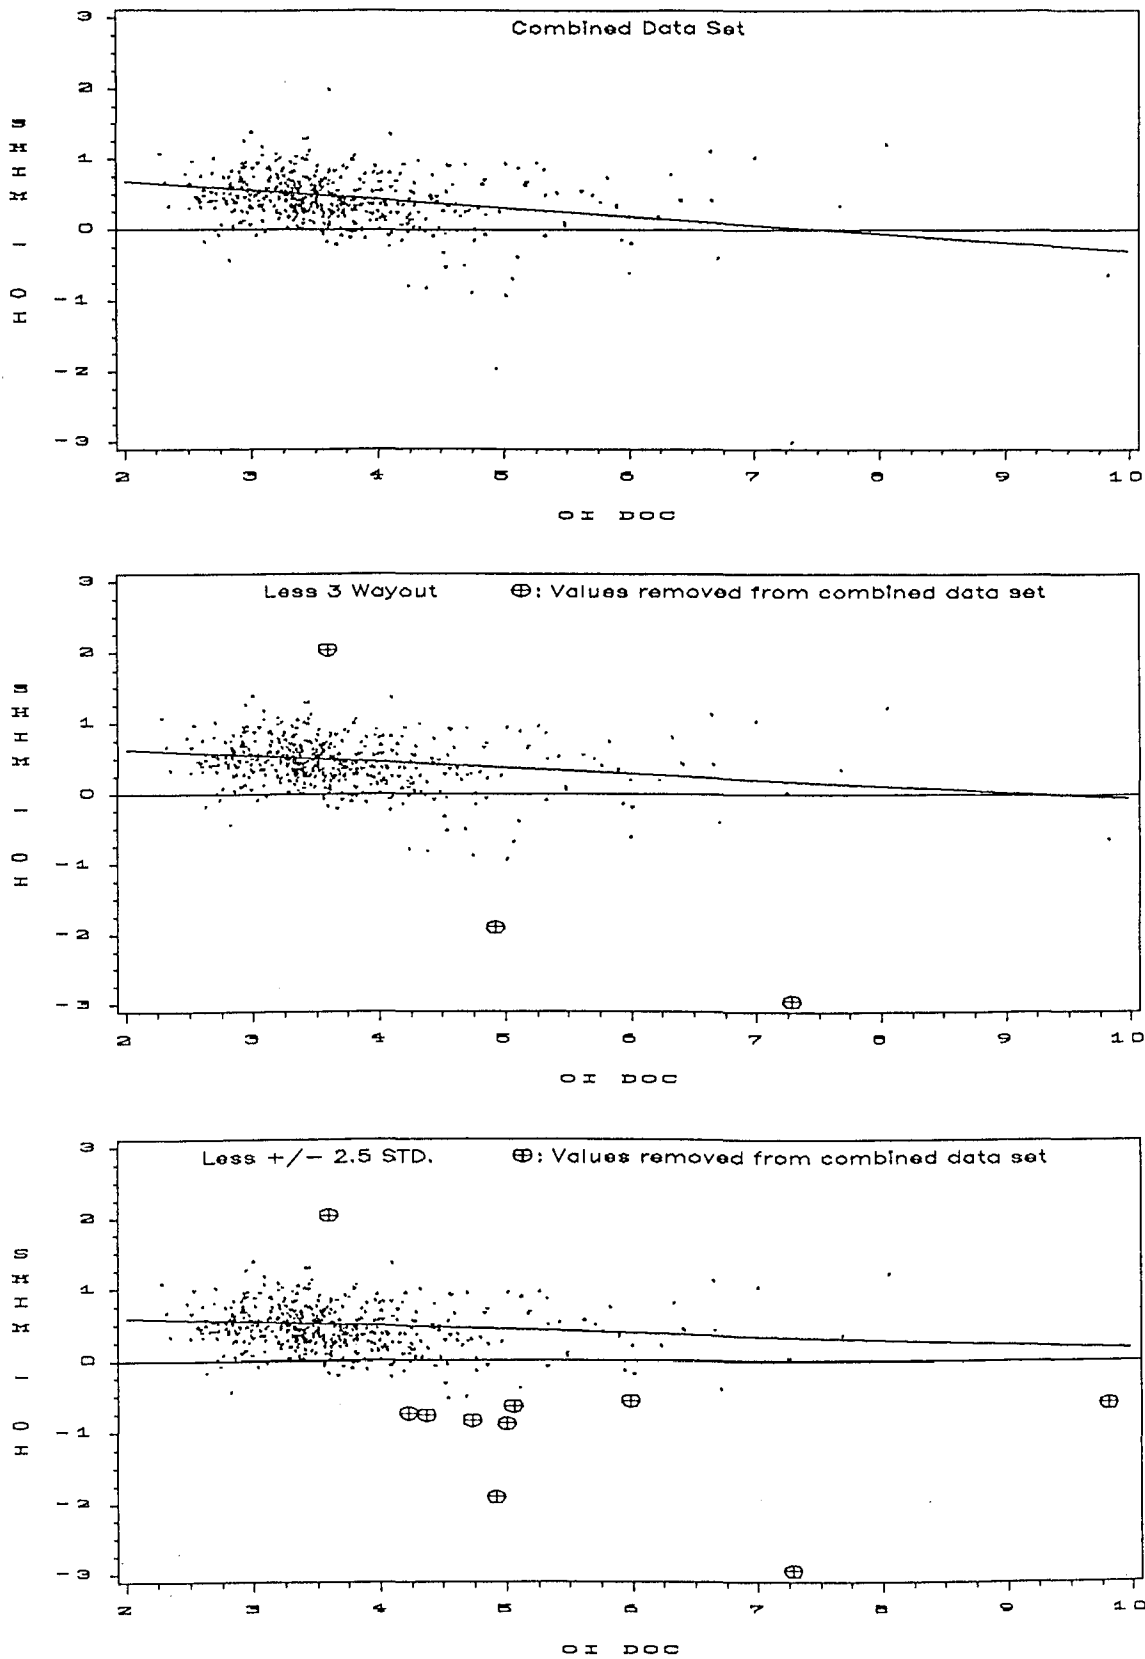 Combined Data Set
3
2
1
0
-1
-2
-3
2 3 4 5 6 7 8 9 10
OH DOC
Less 3 Wayout ⊕: Values removed from combined data set
3
2
1
0
-1
-2
-3
2 3 4 5 6 7 8 9 10
OH DOC
Less +/- 2.5 STD. ⊕: Values removed from combined data set
3
2
1
0
-1
-2
-3
2 3 4 5 6 7 8 9 10
OH DOC